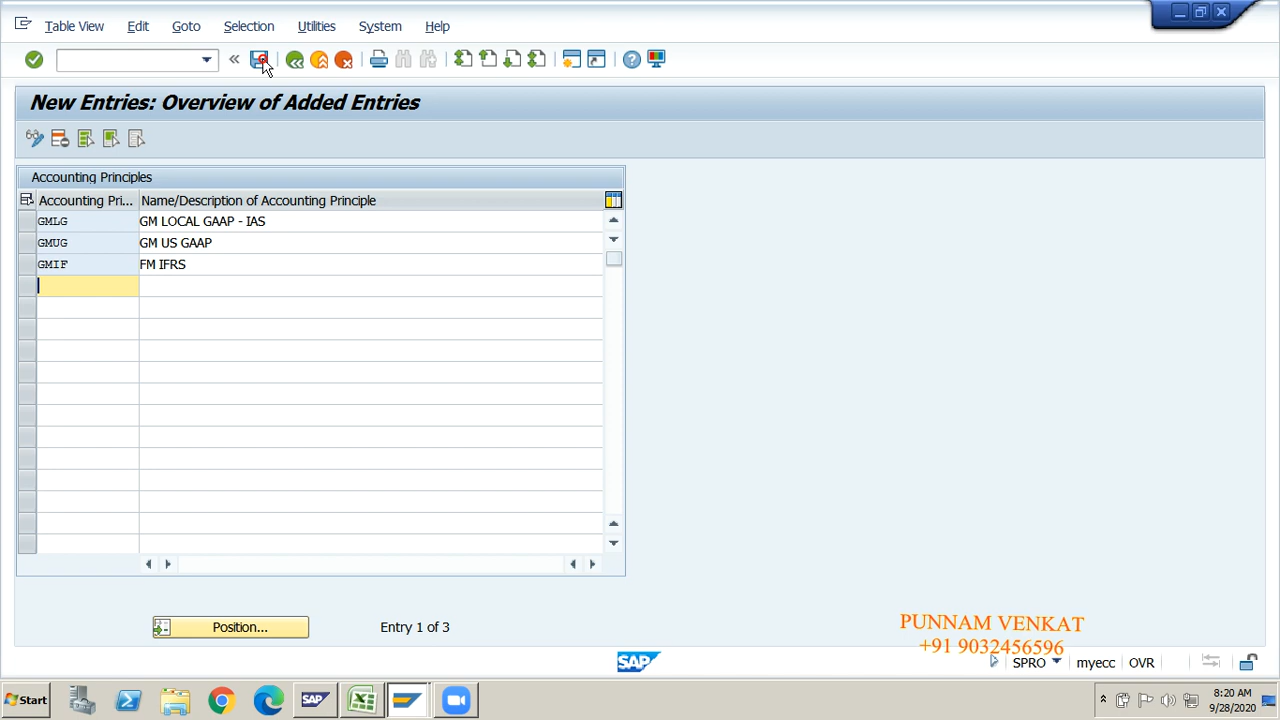 Table View Edit Goto Selection Utilities System Help
New Entries: Overview of Added Entries
Accounting Principles
Accounting Pri... Name/Description of Accounting Principle
GMLG GM LOCAL GAAP - IAS
GMUG GM US GAAP
GMIF FM IFRS
Position... Entry 1 of 3
PUNNAM VENKAT
+91 9032456596
SAP
SPRO myecc OVR
Start SAP 8:20 AM
9/28/2020